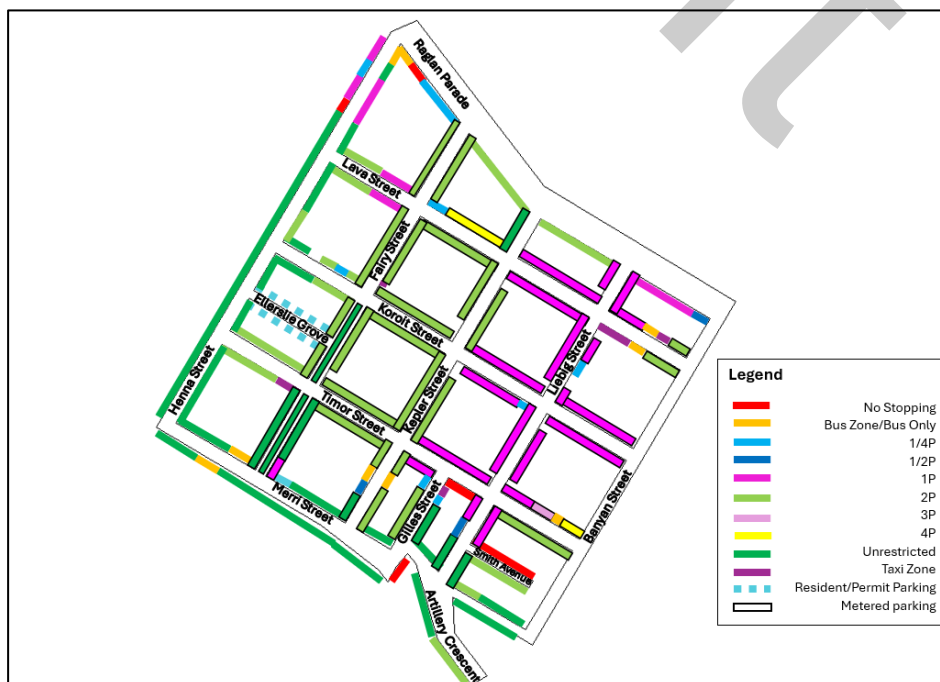 Raglan Parade
Lava Street
Fairy Street
Koroit Street
Ellerslie Grove
Liebig Street
Henna Street
Kepler Street
Timor Street
Merri Street
Gilles Street
Banyan Street
Smith Avenue
Artillery Crescent
Legend
No Stopping
Bus Zone/Bus Only
1/4P
1/2P
1P
2P
3P
4P
Unrestricted
Taxi Zone
Resident/Permit Parking
Metered parking